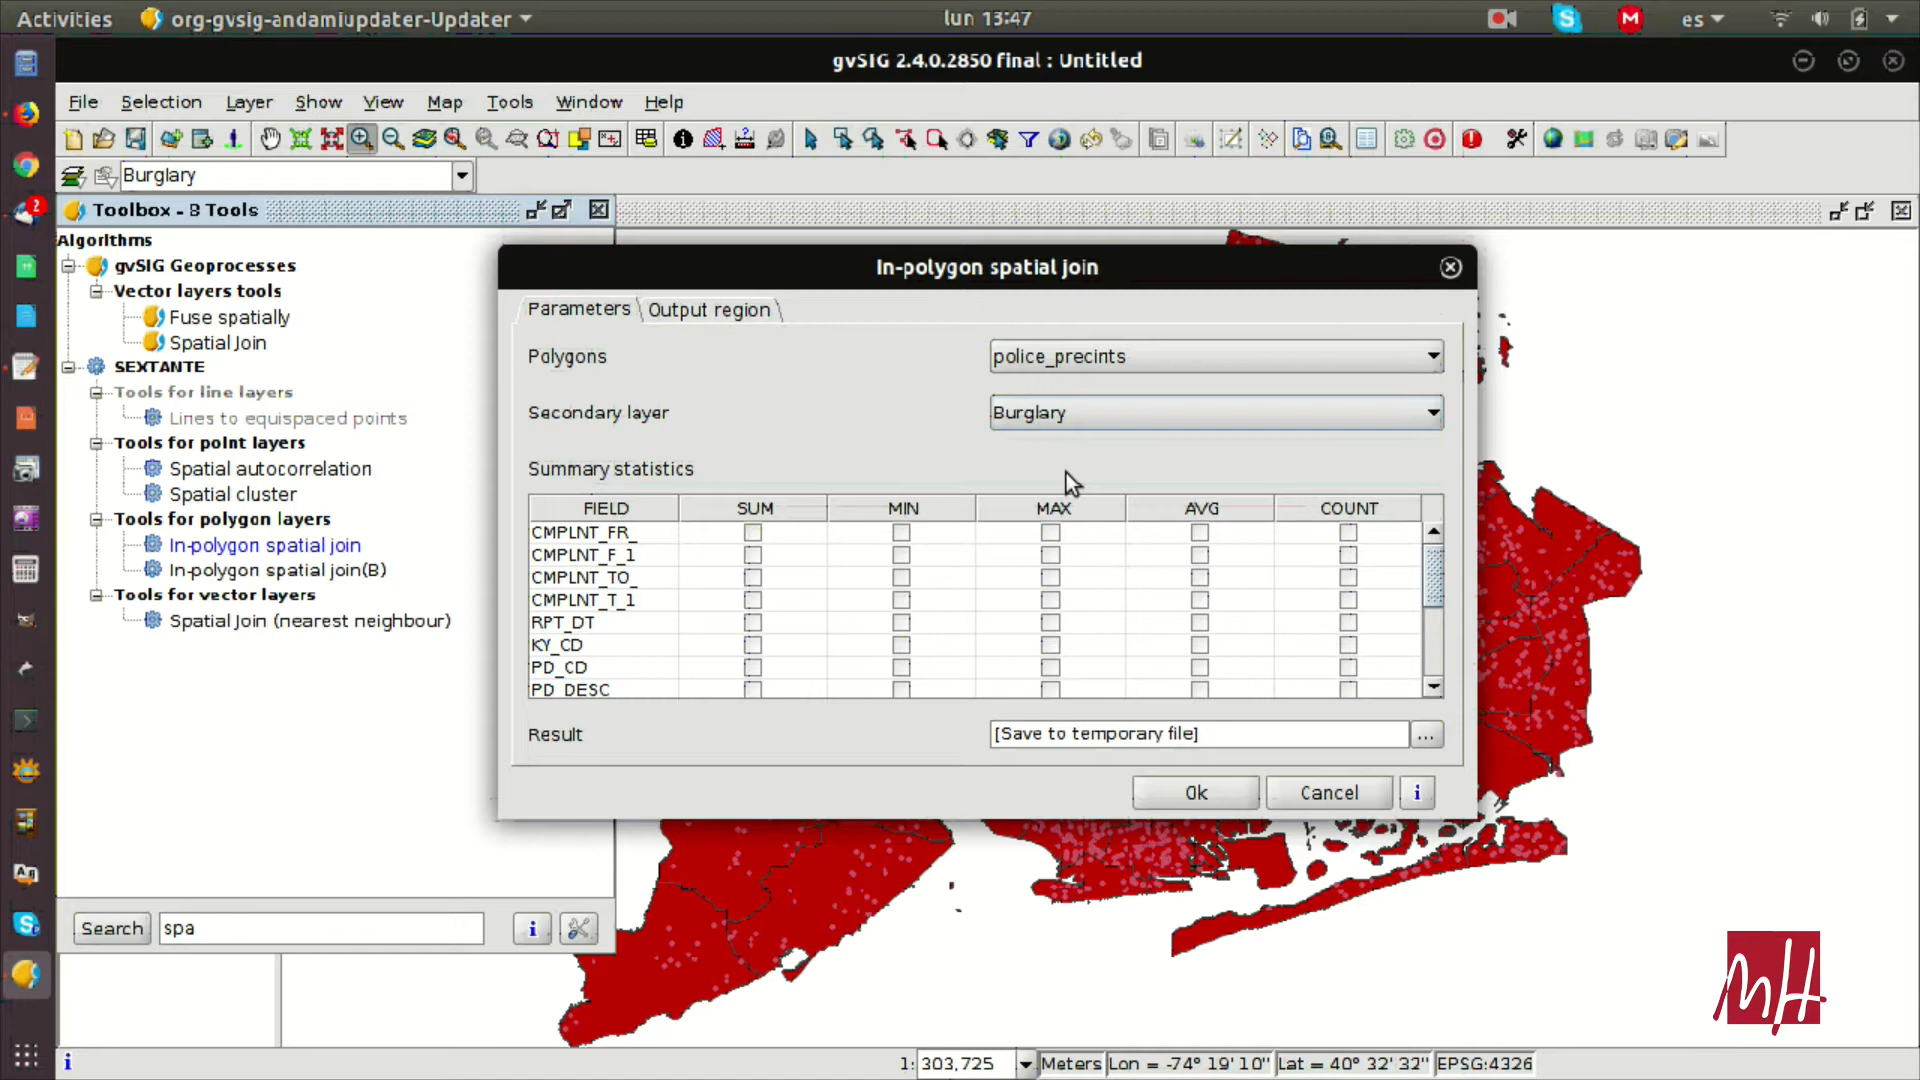 Activities org-gvsig-andamiupdater-Updater lun 13:47 es
gvSIG 2.4.0.2850 final : Untitled
File Selection Layer Show View Map Tools Window Help
Burglary
Toolbox - 8 Tools
Algorithms
gvSIG Geoprocesses
Vector layers tools
Fuse spatially
Spatial Join
SEXTANTE
Tools for line layers
Lines to equispaced points
Tools for point layers
Spatial autocorrelation
Spatial cluster
Tools for polygon layers
In-polygon spatial join
In-polygon spatial join(B)
Tools for vector layers
Spatial Join (nearest neighbour)
Search spa
In-polygon spatial join
Parameters Output region
Polygons police_precints
Secondary layer Burglary
Summary statistics
FIELD SUM MIN MAX AVG COUNT
CMPLNT_FR_
CMPLNT_F_1
CMPLNT_TO_
CMPLNT_T_1
RPT_DT
KY_CD
PD_CD
PD_DESC
Result [Save to temporary file] ...
Ok Cancel
MH
1: 303,725 Meters Lon = -74° 19' 10" Lat = 40° 32' 32" EPSG:4326